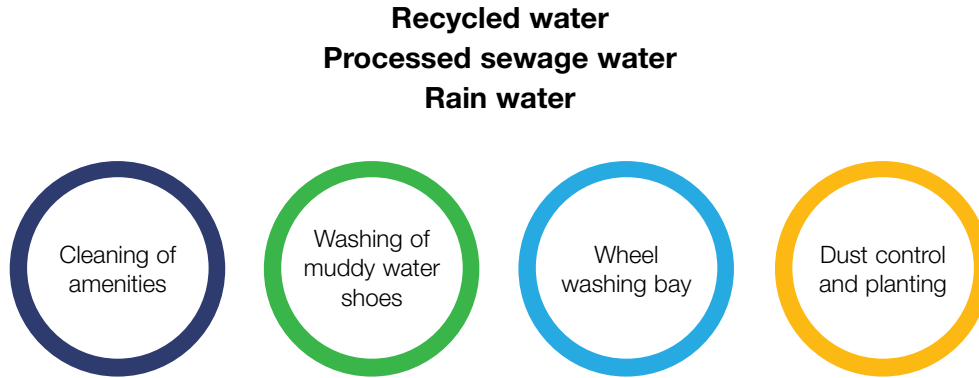 Recycled water
Processed sewage water
Rain water
Cleaning of
amenities
Washing of
muddy water
shoes
Wheel
washing bay
Dust control
and planting